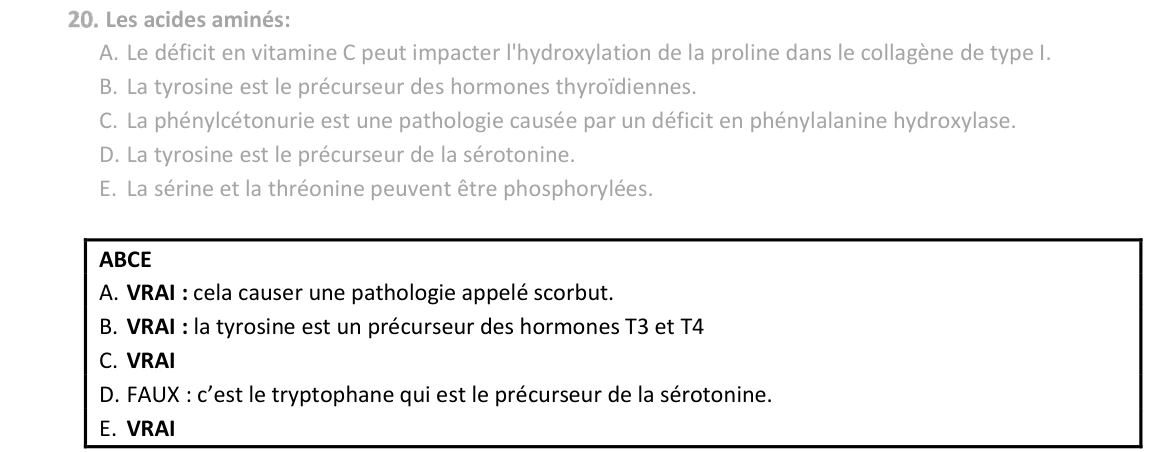 20. Les acides aminés:
A. Le déficit en vitamine C peut impacter l'hydroxylation de la proline dans le collagène de type I.
B. La tyrosine est le précurseur des hormones thyroïdiennes.
C. La phénylcétonurie est une pathologie causée par un déficit en phénylalanine hydroxylase.
D. La tyrosine est le précurseur de la sérotonine.
E. La sérine et la thréonine peuvent être phosphorylées.
ABCE
A. VRAI : cela causer une pathologie appelé scorbut.
B. VRAI : la tyrosine est un précurseur des hormones T3 et T4
C. VRAI
D. FAUX : c’est le tryptophane qui est le précurseur de la sérotonine.
E. VRAI